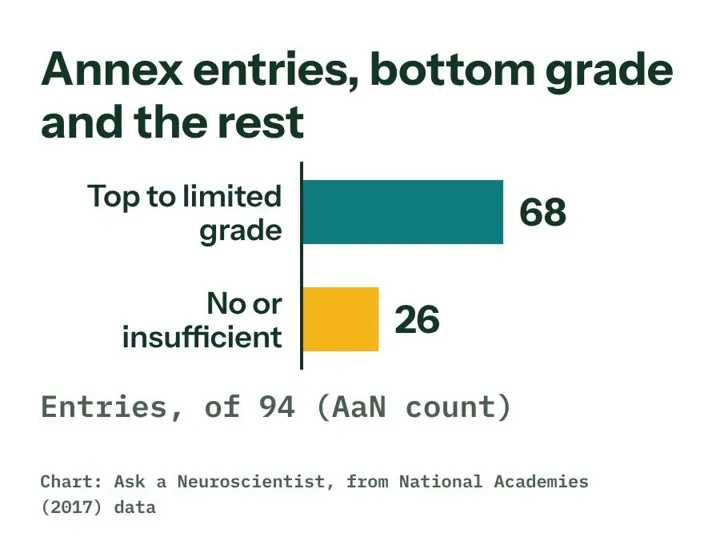 Annex entries, bottom grade
and the rest
Top to limited
grade
68
No or
insufficient
26
Entries, of 94 (AaN count)
Chart: Ask a Neuroscientist, from National Academies
(2017) data